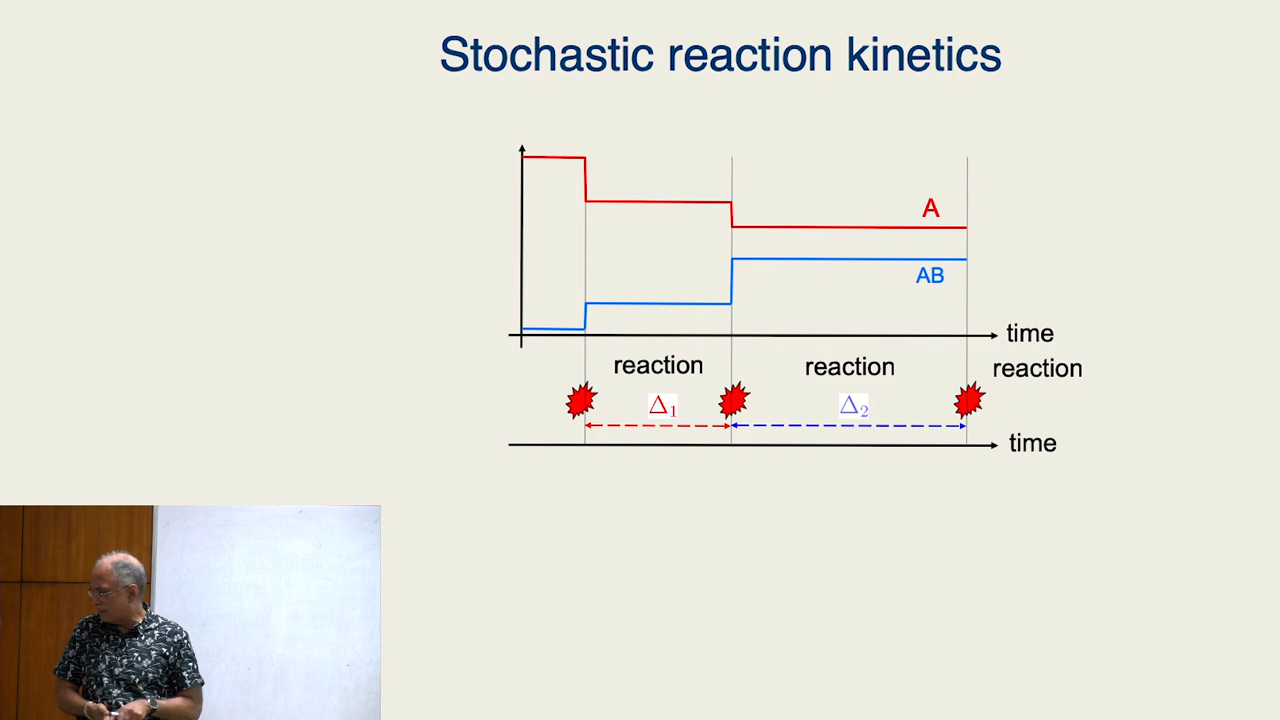 Stochastic reaction kinetics
A
AB
time
reaction
reaction
reaction
Δ₁
Δ₂
time